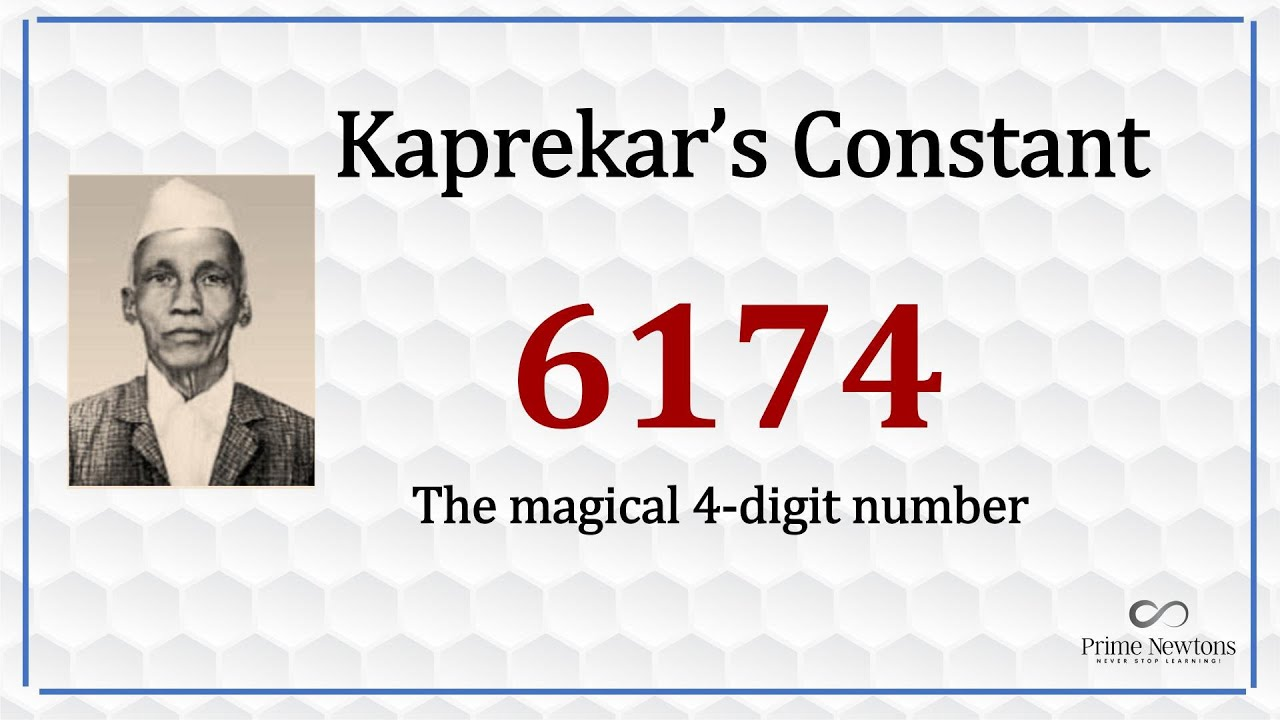 Kaprekar’s Constant
6174
The magical 4-digit number
Prime Newtons
NEVER STOP LEARNING!